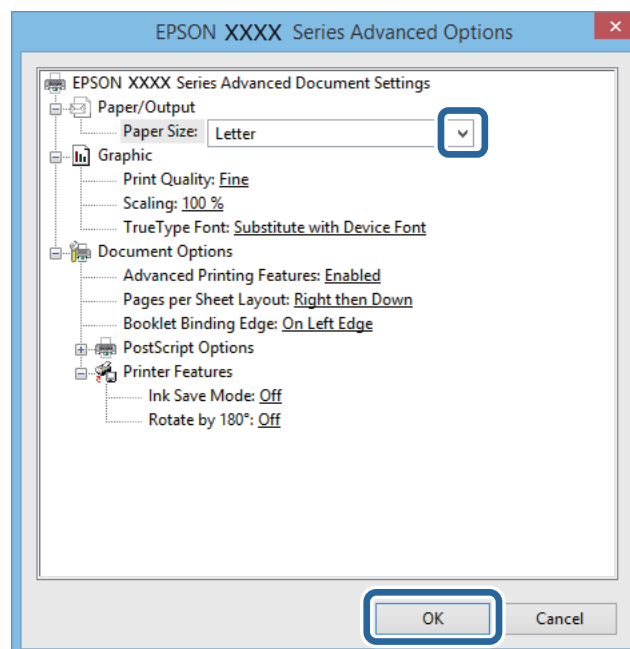 EPSON XXXX Series Advanced Options
EPSON XXXX Series Advanced Document Settings
Paper/Output
Paper Size: Letter
Graphic
Print Quality: Fine
Scaling: 100 %
TrueType Font: Substitute with Device Font
Document Options
Advanced Printing Features: Enabled
Pages per Sheet Layout: Right then Down
Booklet Binding Edge: On Left Edge
PostScript Options
Printer Features
Ink Save Mode: Off
Rotate by 180°: Off
OK Cancel